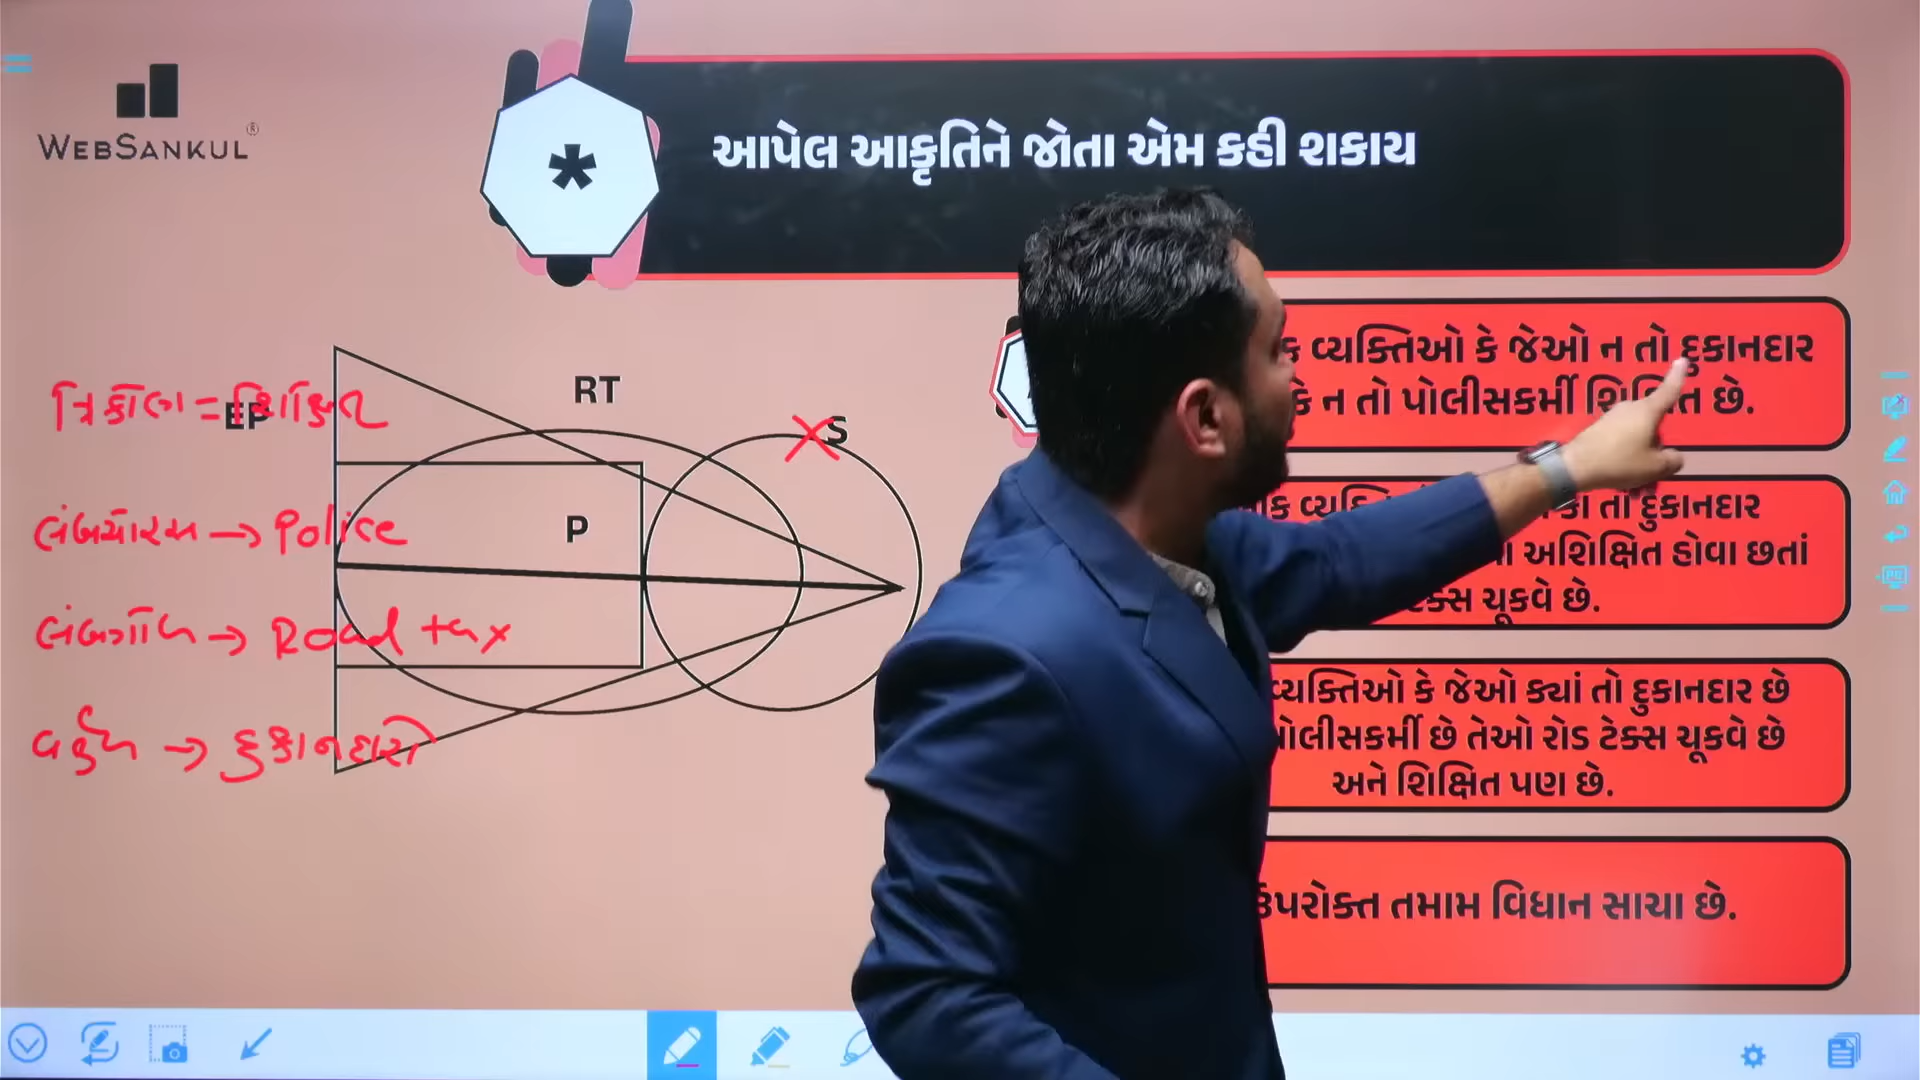 WEBSANKUL®
*
આપેલ આકૃતિને જોતા એમ કહી શકાય
વ્યક્તિઓ કે જેઓ ન તો દુકાનદાર
કે ન તો પોલીસકર્મી છે.
તો દુકાનદાર
અશિક્ષિત હોવા છતાં
ટેક્સ ચૂકવે છે.
વ્યક્તિઓ કે જેઓ ક્યાં તો દુકાનદાર છે
પોલીસકર્મી છે તેઓ રોડ ટેક્સ ચૂકવે છે
અને શિક્ષિત પણ છે.
ઉપરોક્ત તમામ વિધાન સાચા છે.
RT
S
EP
P
ત્રિકોણ = શિક્ષિત
લંબચોરસ → Police
લંબગોળ → Road tax
વર્તુળ → દુકાનદારો